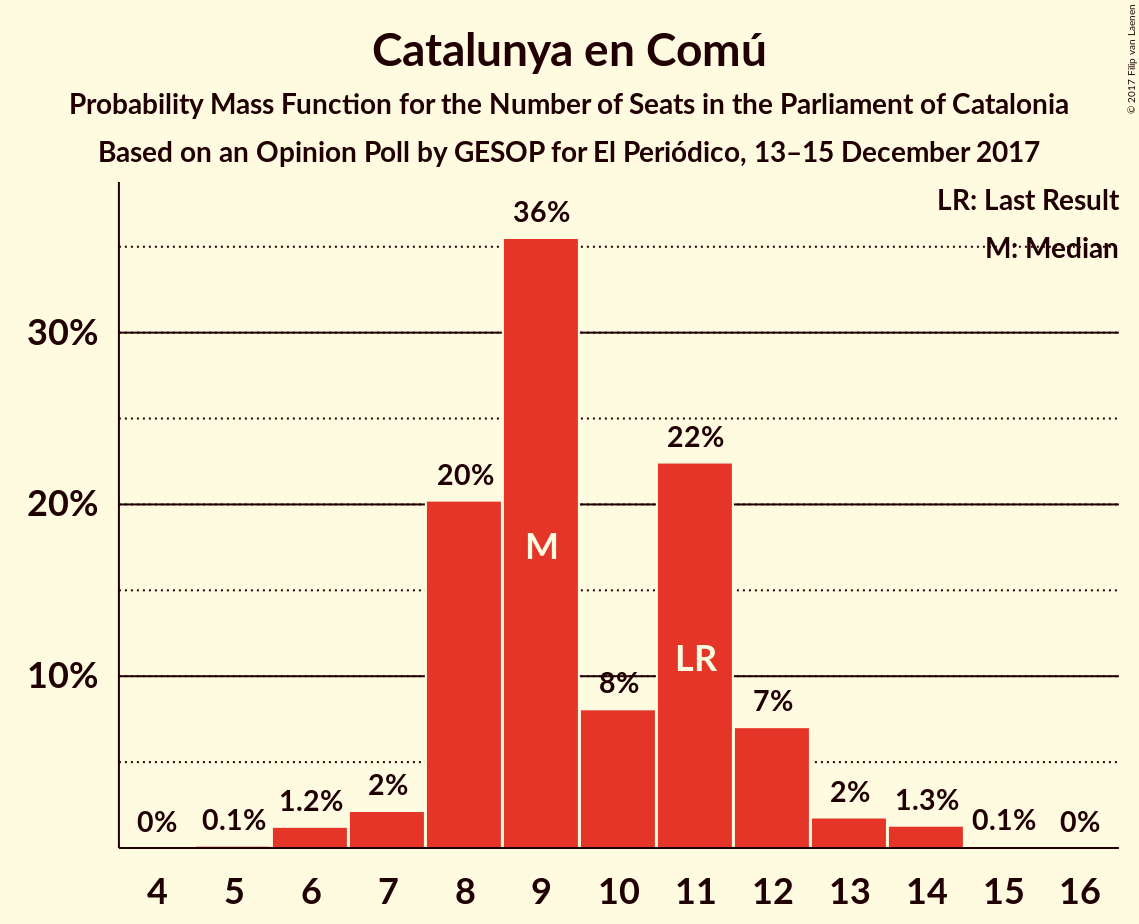 Catalunya en Comú
Probability Mass Function for the Number of Seats in the Parliament of Catalonia
Based on an Opinion Poll by GESOP for El Periódico, 13–15 December 2017
© 2017 Filip van Laenen
LR: Last Result
M: Median
30%
20%
10%
0%
0.1%
1.2%
2%
20%
36%
8%
22%
7%
2%
1.3%
0.1%
0%
M
LR
4 5 6 7 8 9 10 11 12 13 14 15 16